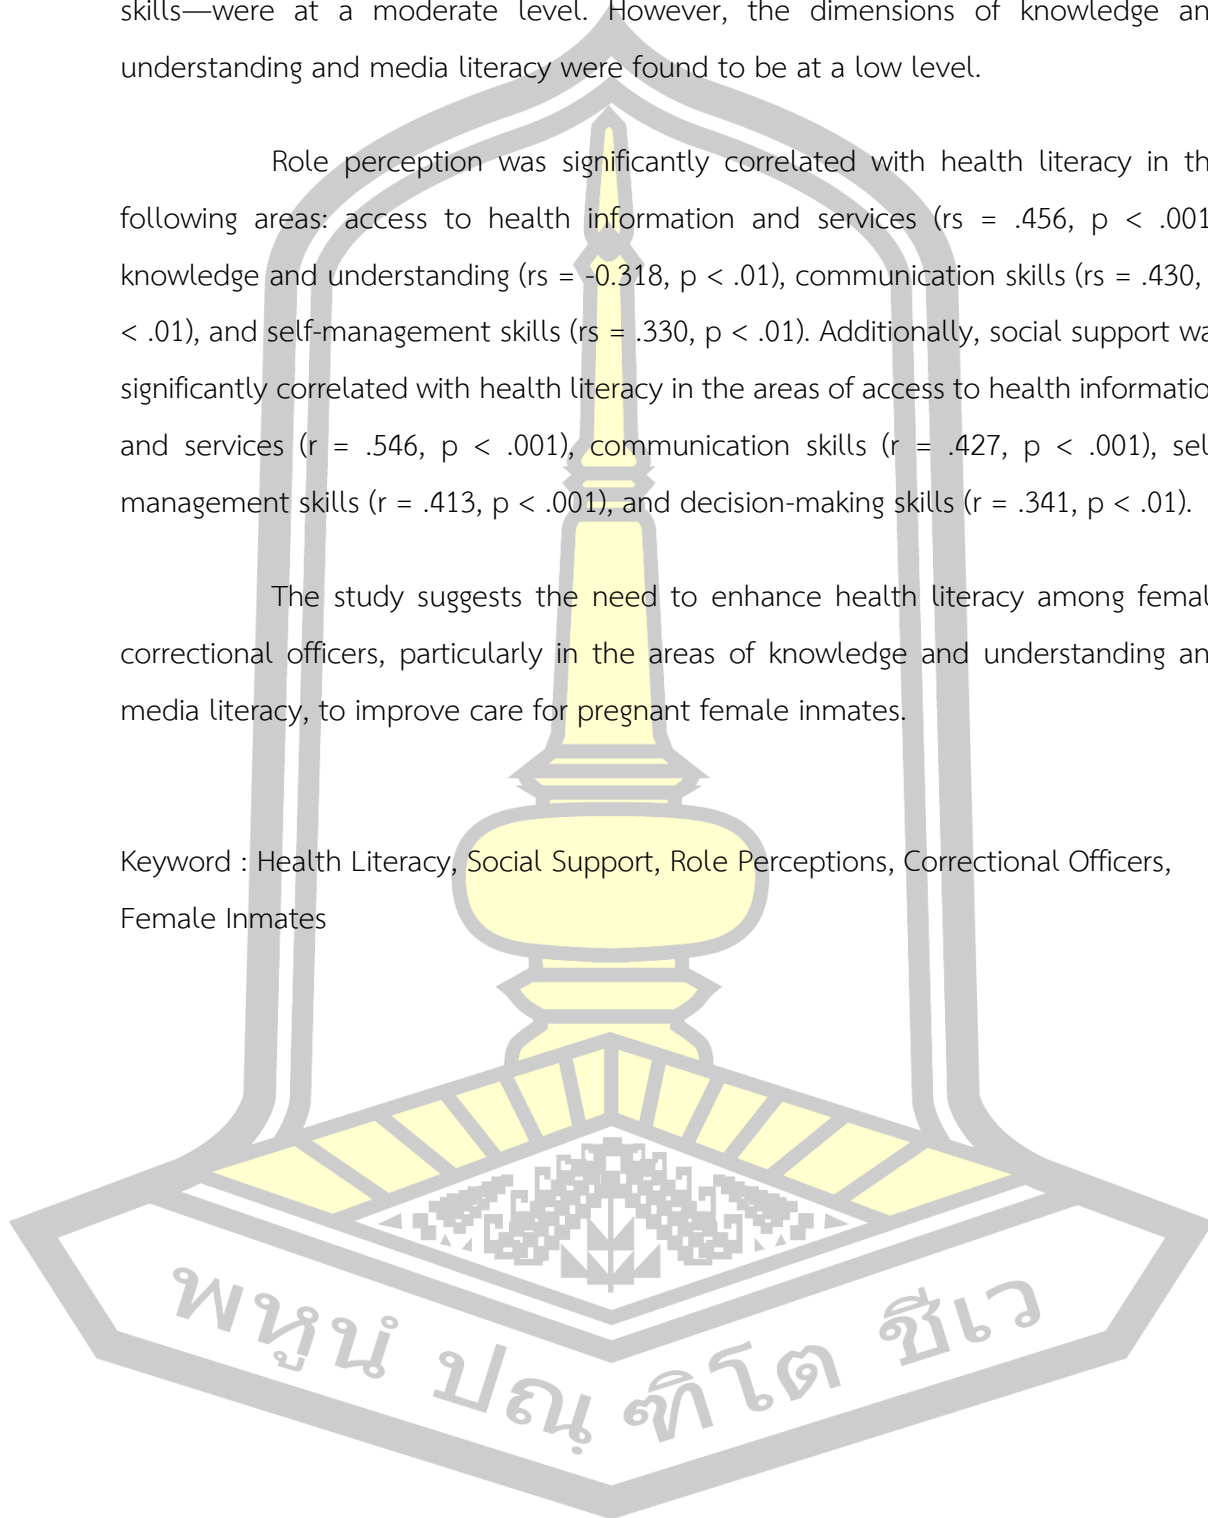 skills—were at a moderate level. However, the dimensions of knowledge an
understanding and media literacy were found to be at a low level.
Role perception was significantly correlated with health literacy in th
following areas: access to health information and services (rs = .456, p < .001
knowledge and understanding (rs = -0.318, p < .01), communication skills (rs = .430,
< .01), and self-management skills (rs = .330, p < .01). Additionally, social support wa
significantly correlated with health literacy in the areas of access to health informatio
and services (r = .546, p < .001), communication skills (r = .427, p < .001), sel
management skills (r = .413, p < .001), and decision-making skills (r = .341, p < .01).
The study suggests the need to enhance health literacy among femal
correctional officers, particularly in the areas of knowledge and understanding an
media literacy, to improve care for pregnant female inmates.
Keyword : Health Literacy, Social Support, Role Perceptions, Correctional Officers,
Female Inmates
พหูนํ ปณฺฑิโต ชีเว